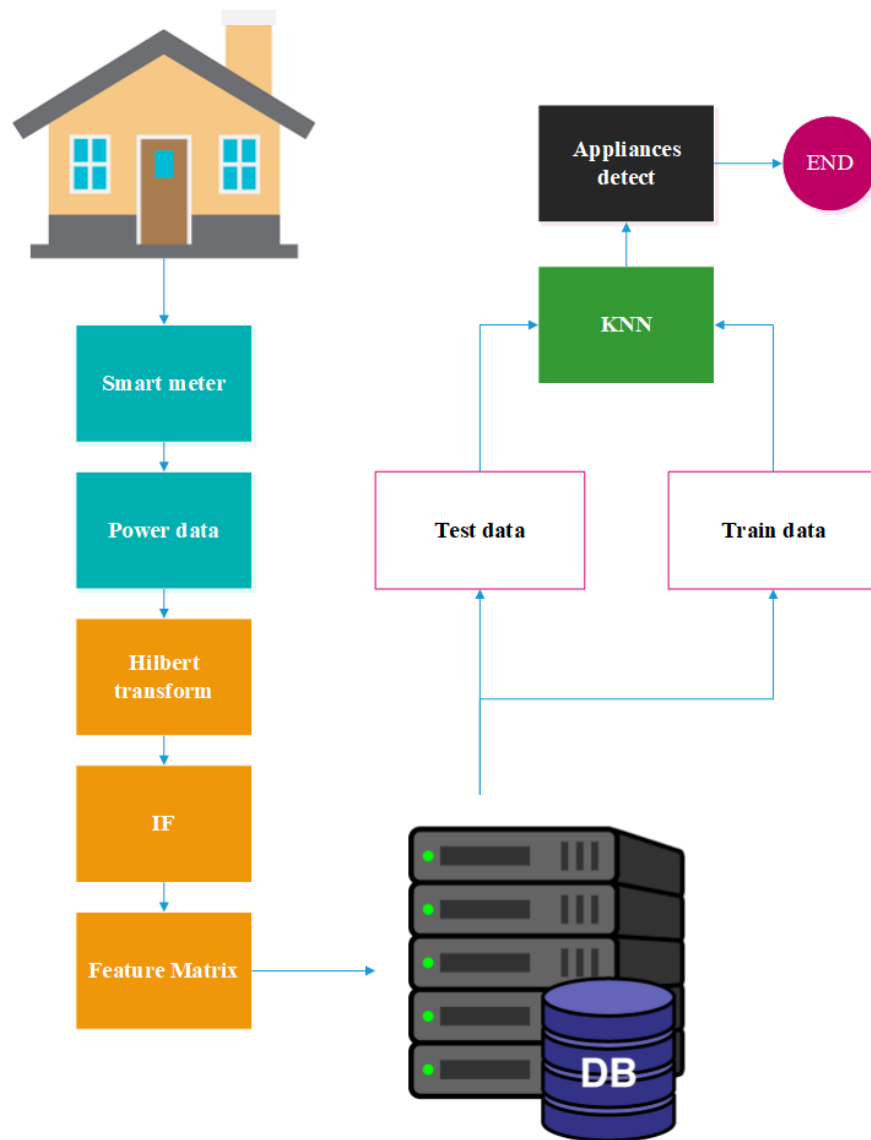 Smart meter
Power data
Hilbert
transform
IF
Feature Matrix
DB
Test data
Train data
KNN
Appliances
detect
END